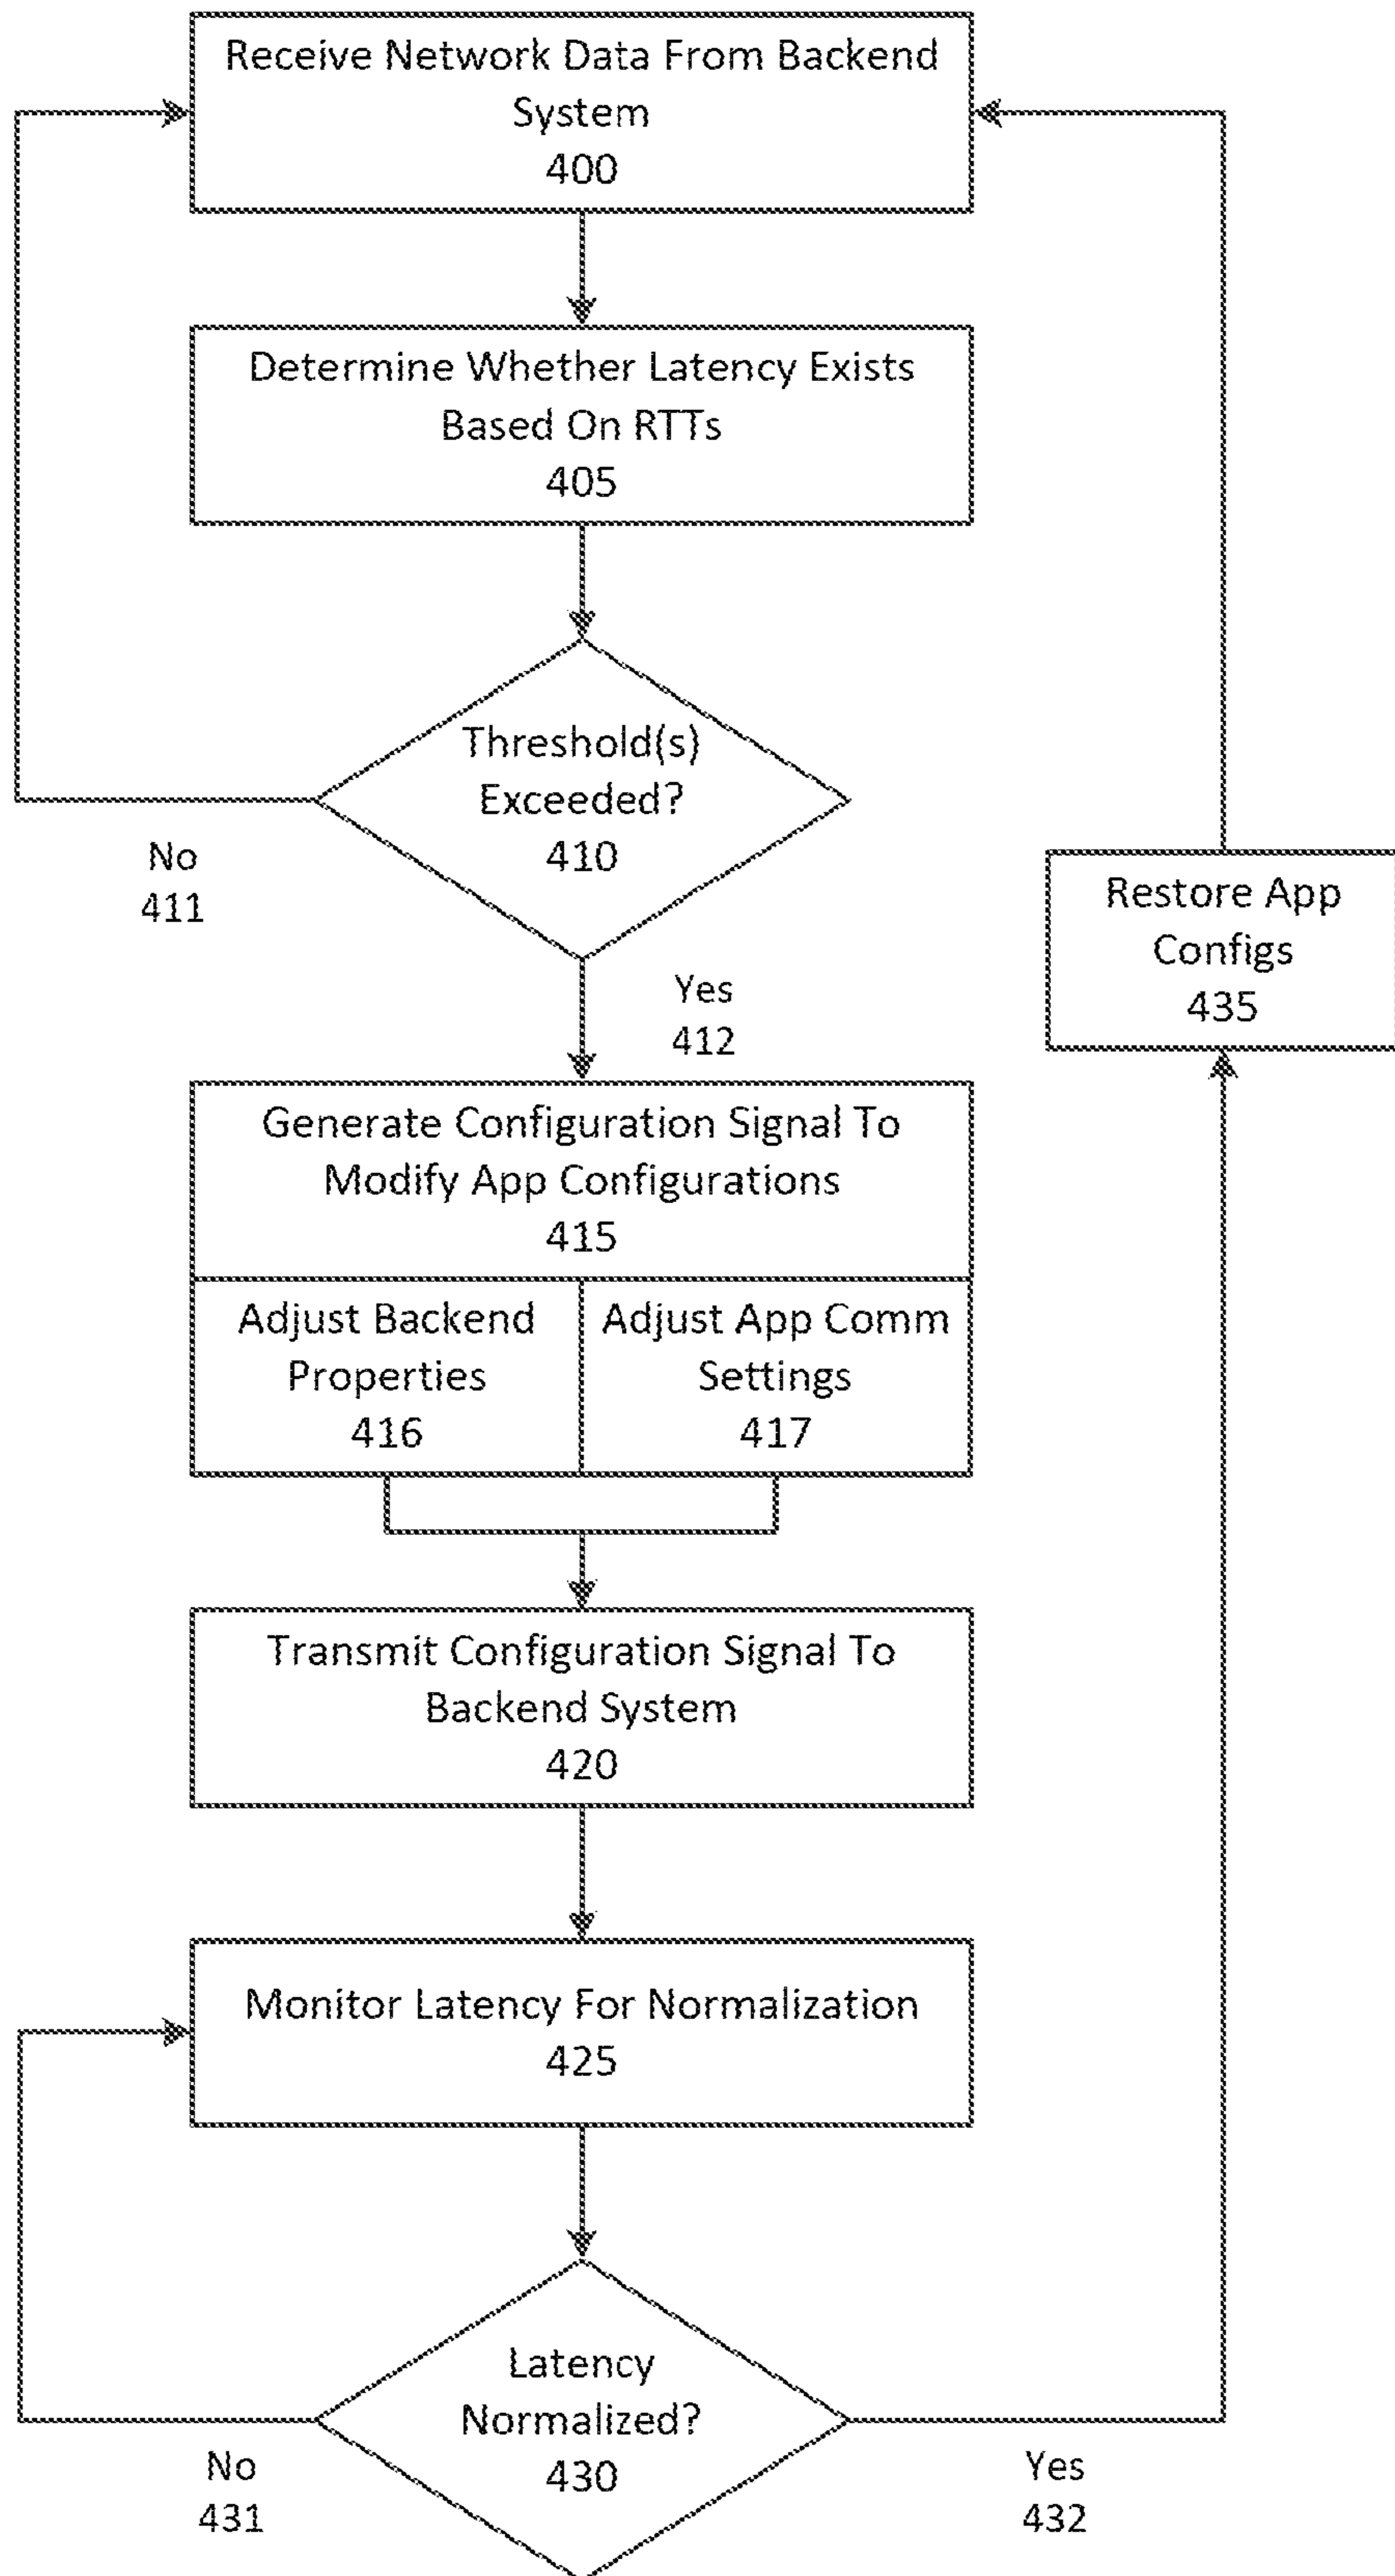 Receive Network Data From Backend
System
400
Determine Whether Latency Exists
Based On RTTs
405
Threshold(s)
Exceeded?
410
No
411
Yes
412
Restore App
Configs
435
Generate Configuration Signal To
Modify App Configurations
415
Adjust Backend
Properties
416
Adjust App Comm
Settings
417
Transmit Configuration Signal To
Backend System
420
Monitor Latency For Normalization
425
Latency
Normalized?
430
No
431
Yes
432